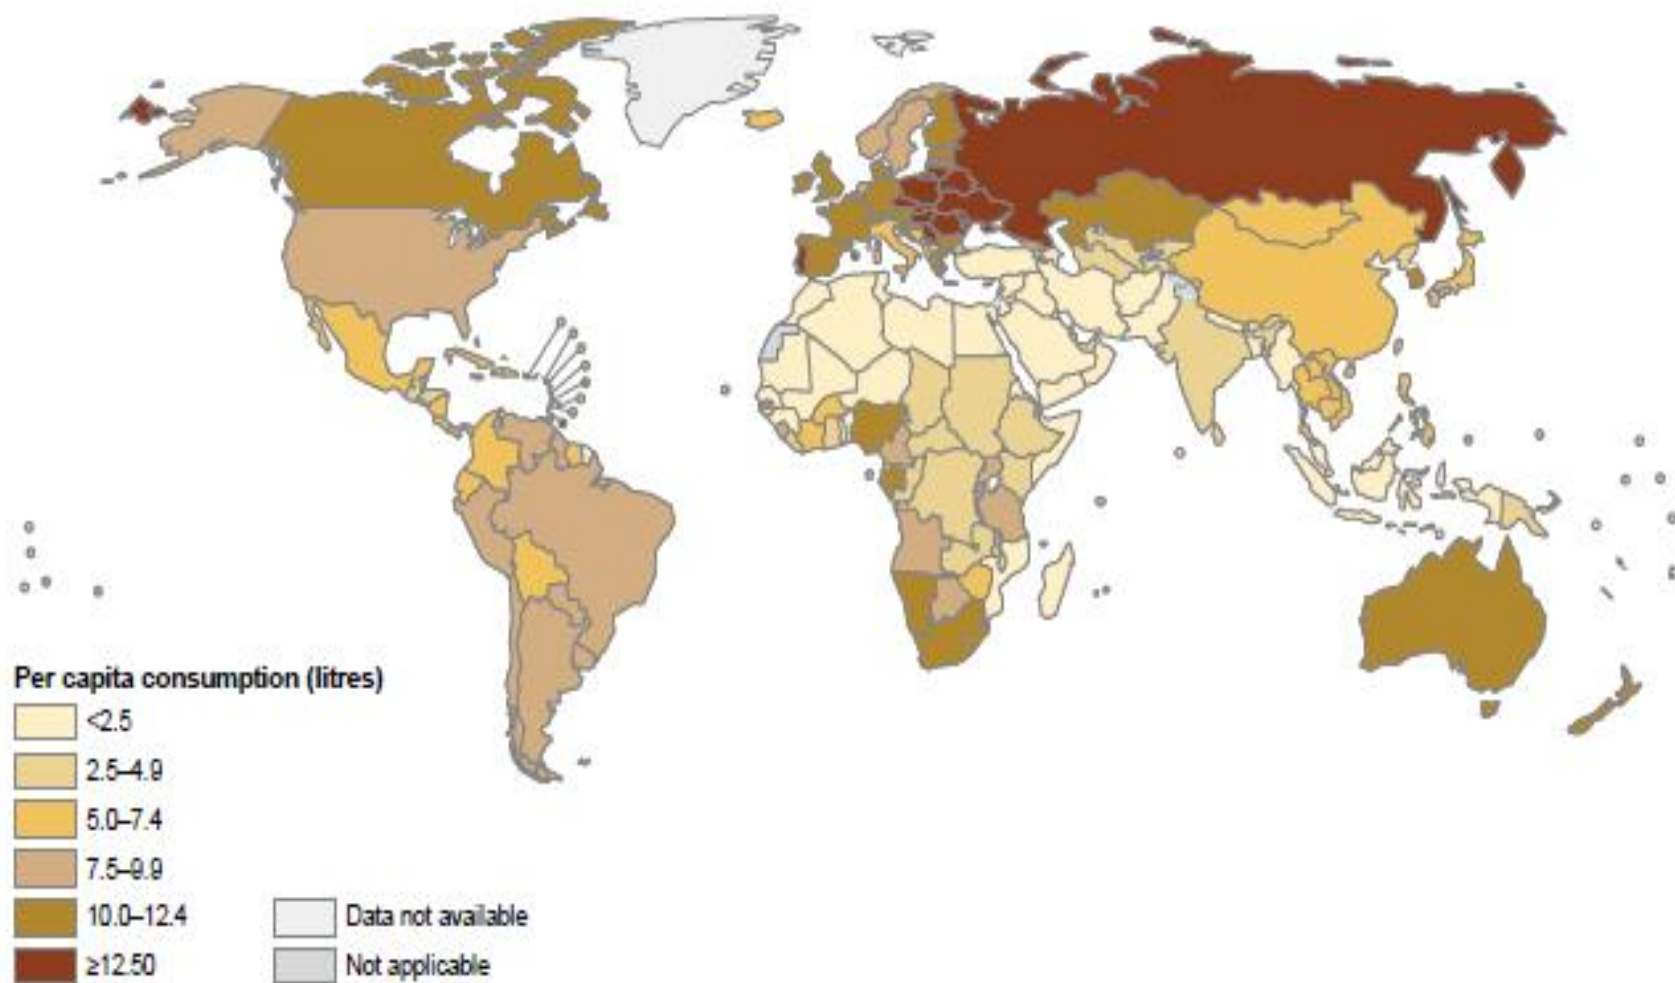 Per capita consumption (litres)
<2.5
2.5–4.9
5.0–7.4
7.5–9.9
10.0–12.4
≥12.50
Data not available
Not applicable